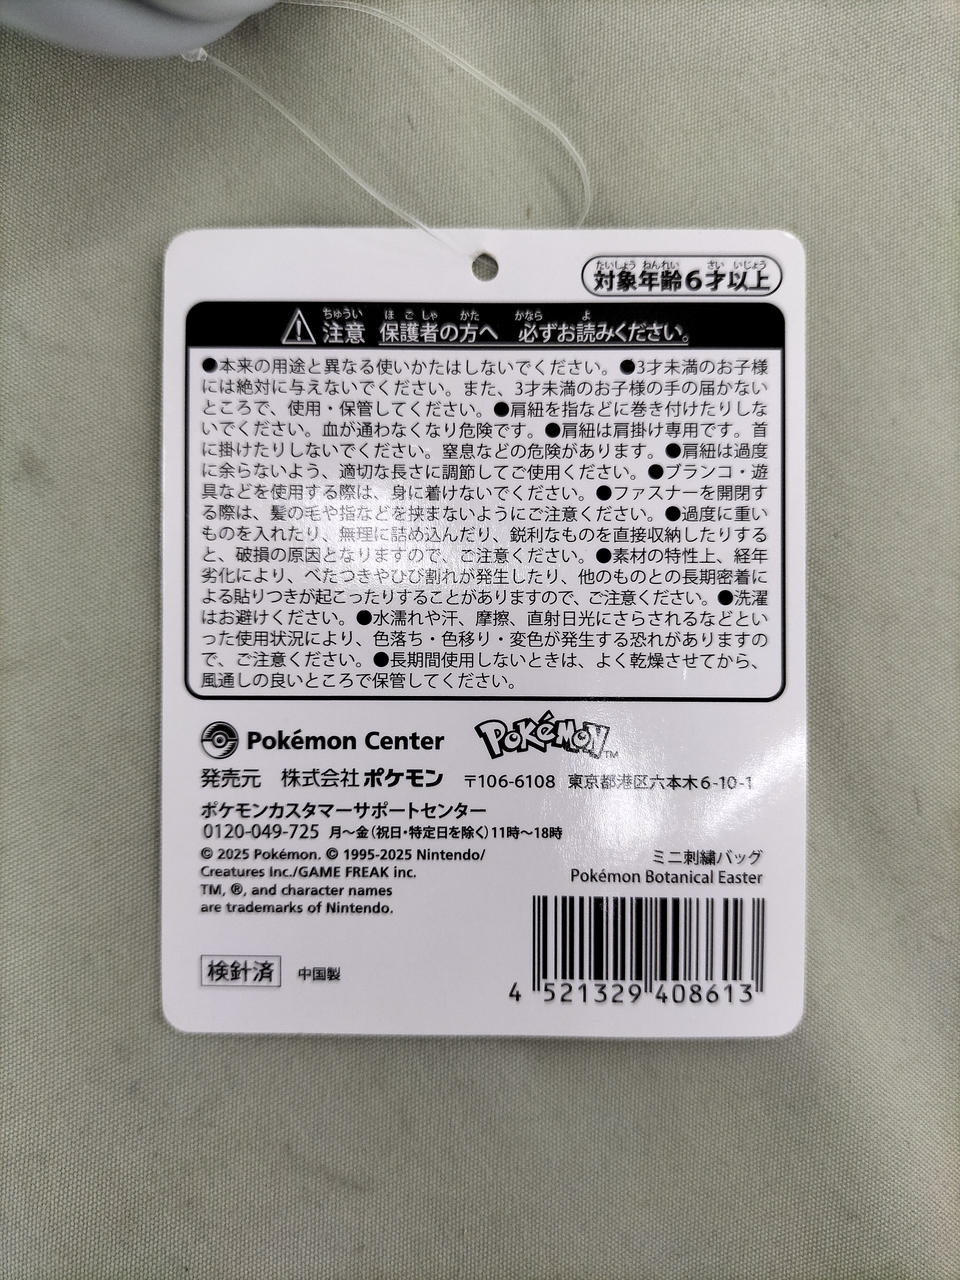 たいしょう ねんれい さい いじょう
対象年齢6才以上
ちゅうい ほごしゃ かた かなら よ
⚠注意 保護者の方へ 必ずお読みください。
●本来の用途と異なる使いかたはしないでください。●3才未満のお子様
には絶対に与えないでください。また、3才未満のお子様の手の届かない
ところで、使用・保管してください。●肩紐を指などに巻き付けたりしな
いでください。血が通わなくなり危険です。●肩紐は肩掛け専用です。首
に掛けたりしないでください。窒息などの危険があります。●肩紐は過度
に余らないよう、適切な長さに調節してご使用ください。●ブランコ・遊
具などを使用する際は、身に着けないでください。●ファスナーを開閉す
る際は、髪の毛や指などを挟まないようにご注意ください。●過度に重い
ものを入れたり、無理に詰め込んだり、鋭利なものを直接収納したりする
と、破損の原因となりますので、ご注意ください。●素材の特性上、経年
劣化により、べたつきやひび割れが発生したり、他のものとの長期密着に
よる貼りつきが起こったりすることがありますので、ご注意ください。●洗濯
はお避けください。●水濡れや汗、摩擦、直射日光にさらされるなどとい
った使用状況により、色落ち・色移り・変色が発生する恐れがありますの
で、ご注意ください。●長期間使用しないときは、よく乾燥させてから、
風通しの良いところで保管してください。
Pokémon Center Pokémon TM
発売元 株式会社ポケモン 〒106-6108 東京都港区六本木6-10-1
ポケモンカスタマーサポートセンター
0120-049-725 月～金(祝日・特定日を除く)11時～18時
© 2025 Pokémon. © 1995-2025 Nintendo/
Creatures Inc./GAME FREAK inc.
TM, ®, and character names
are trademarks of Nintendo.
ミニ刺繍バッグ
Pokémon Botanical Easter
検針済 中国製
4 521329 408613